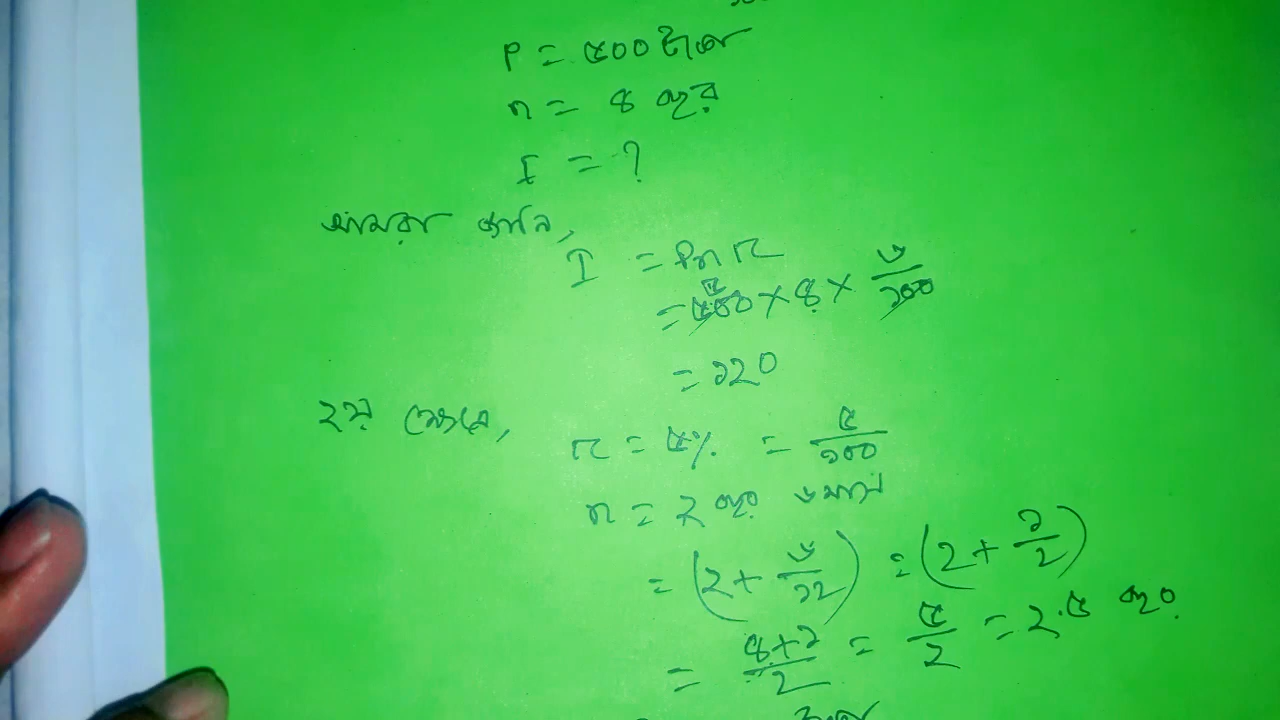 P = ৫০০ টাকা
n = ৪ বছর
I = ?
আমরা জানি,
I = Pnr
= ৫০০ × ৪ × ৬/১০০
= ১২০
২য় ক্ষেত্রে,
r = ৫% = ৫/১০০
n = ২ বছর ৬ মাস
= (২ + ৬/১২) = (২ + ১/২)
= ৪+১/২ = ৫/২ = ২.৫ বছর